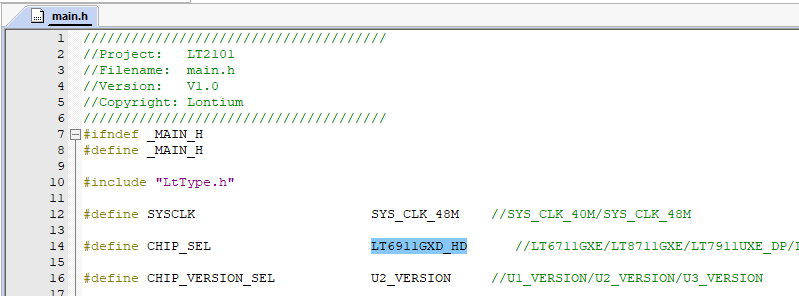 main.h
1 ///////////////////////////////////////
2 //Project:   LT2101
3 //Filename:  main.h
4 //Version:   V1.0
5 //Copyright: Lontium
6 ///////////////////////////////////////
7 #ifndef _MAIN_H
8 #define _MAIN_H
9
10 #include "LtType.h"
11
12 #define SYSCLK                      SYS_CLK_48M    //SYS_CLK_40M/SYS_CLK_48M
13
14 #define CHIP_SEL                    LT6911GXD_HD      //LT6711GXE/LT8711GXE/LT7911UXE_DP/
15
16 #define CHIP_VERSION_SEL            U2_VERSION     //U1_VERSION/U2_VERSION/U3_VERSION
17